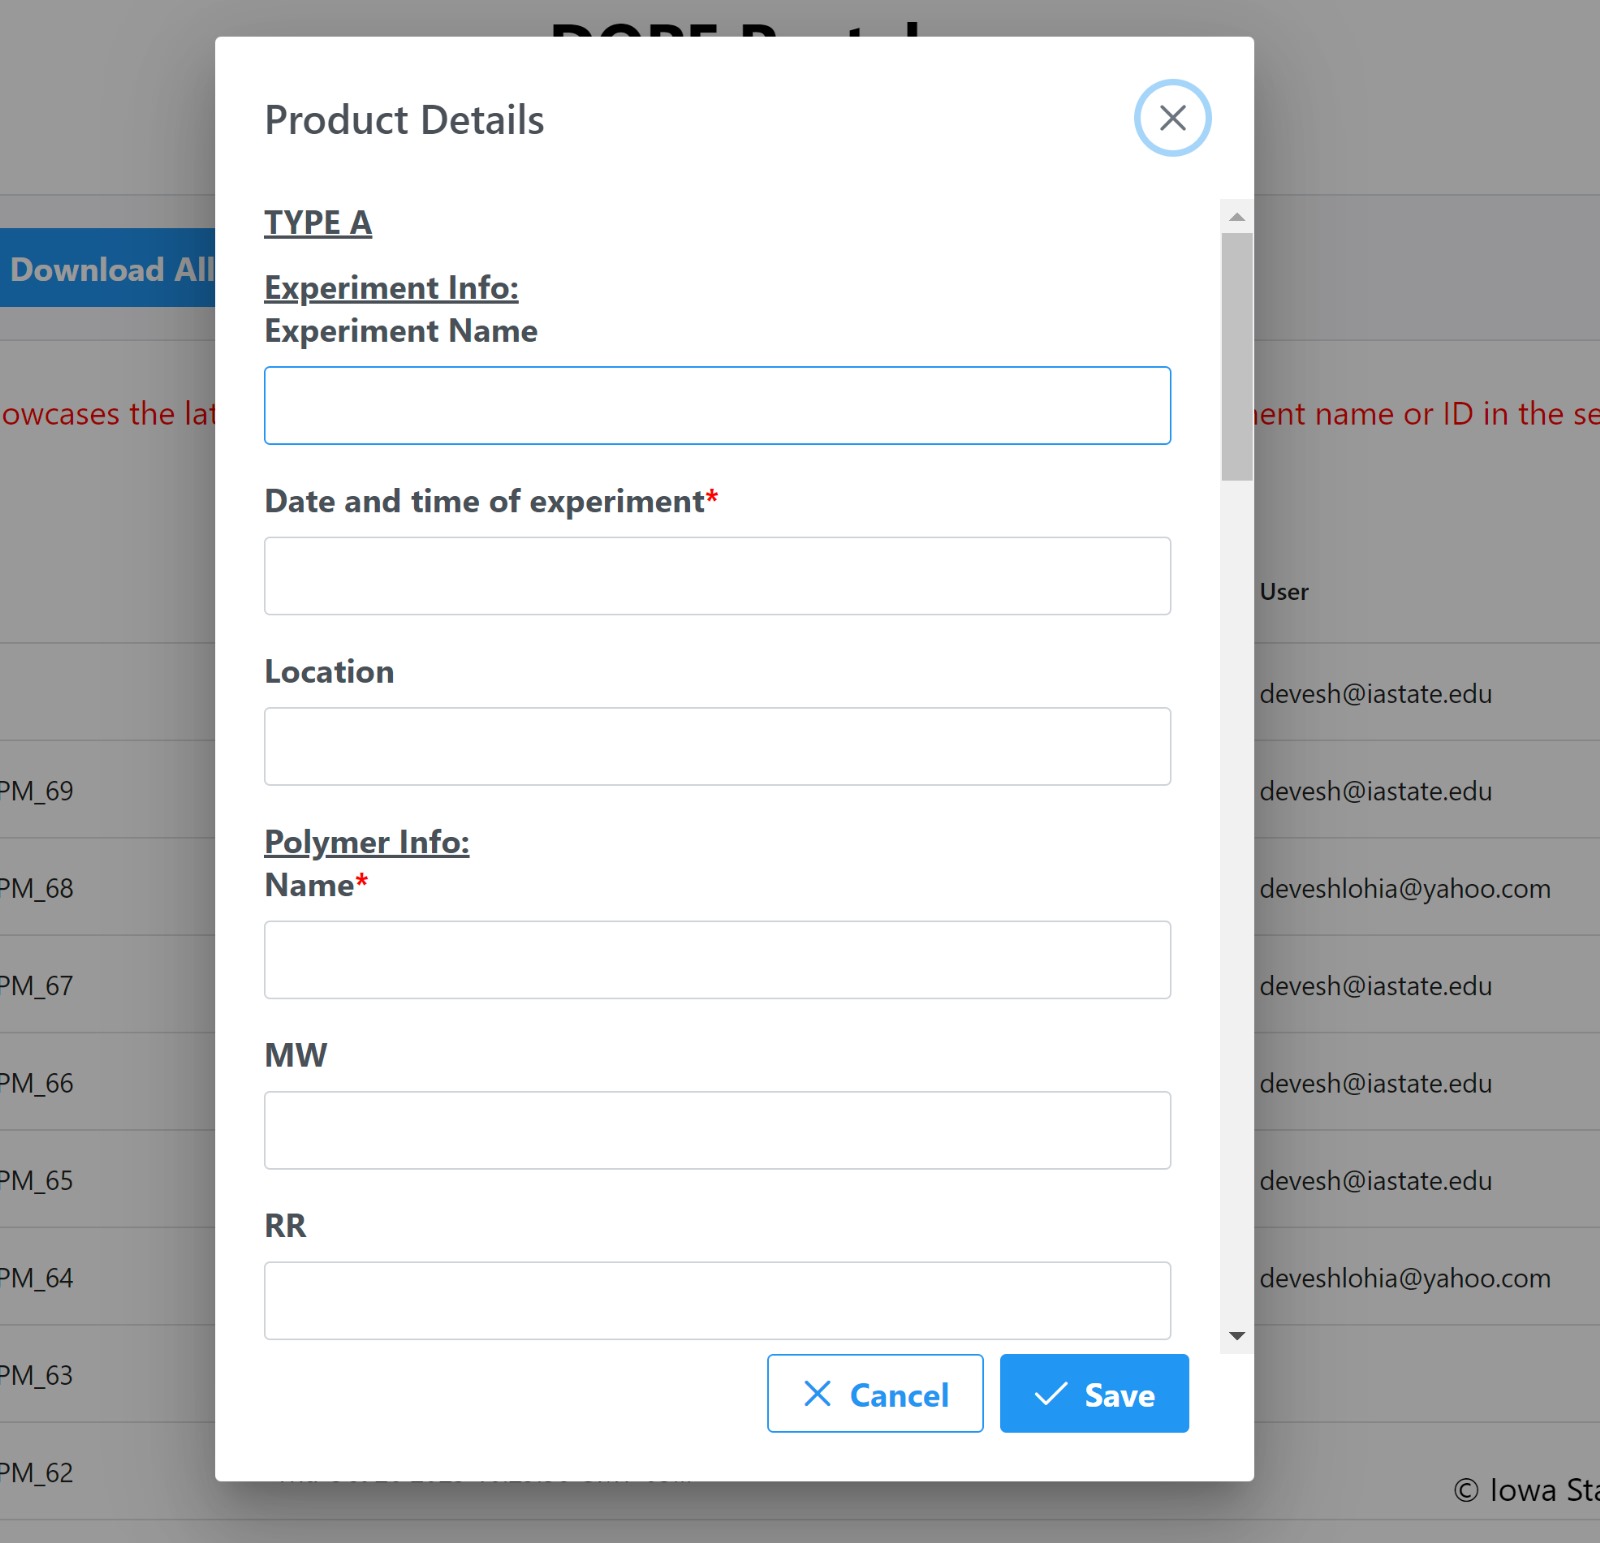 Product Details
TYPE A
Download All
Experiment Info:
Experiment Name
owcases the lat
ent name or ID in the se
Date and time of experiment*
User
Location
devesh@iastate.edu
PM_69
devesh@iastate.edu
Polymer Info:
Name*
PM_68
deveshlohia@yahoo.com
PM_67
devesh@iastate.edu
MW
PM_66
devesh@iastate.edu
PM_65
devesh@iastate.edu
RR
PM_64
deveshlohia@yahoo.com
PM_63
Cancel
Save
PM_62
© Iowa Sta